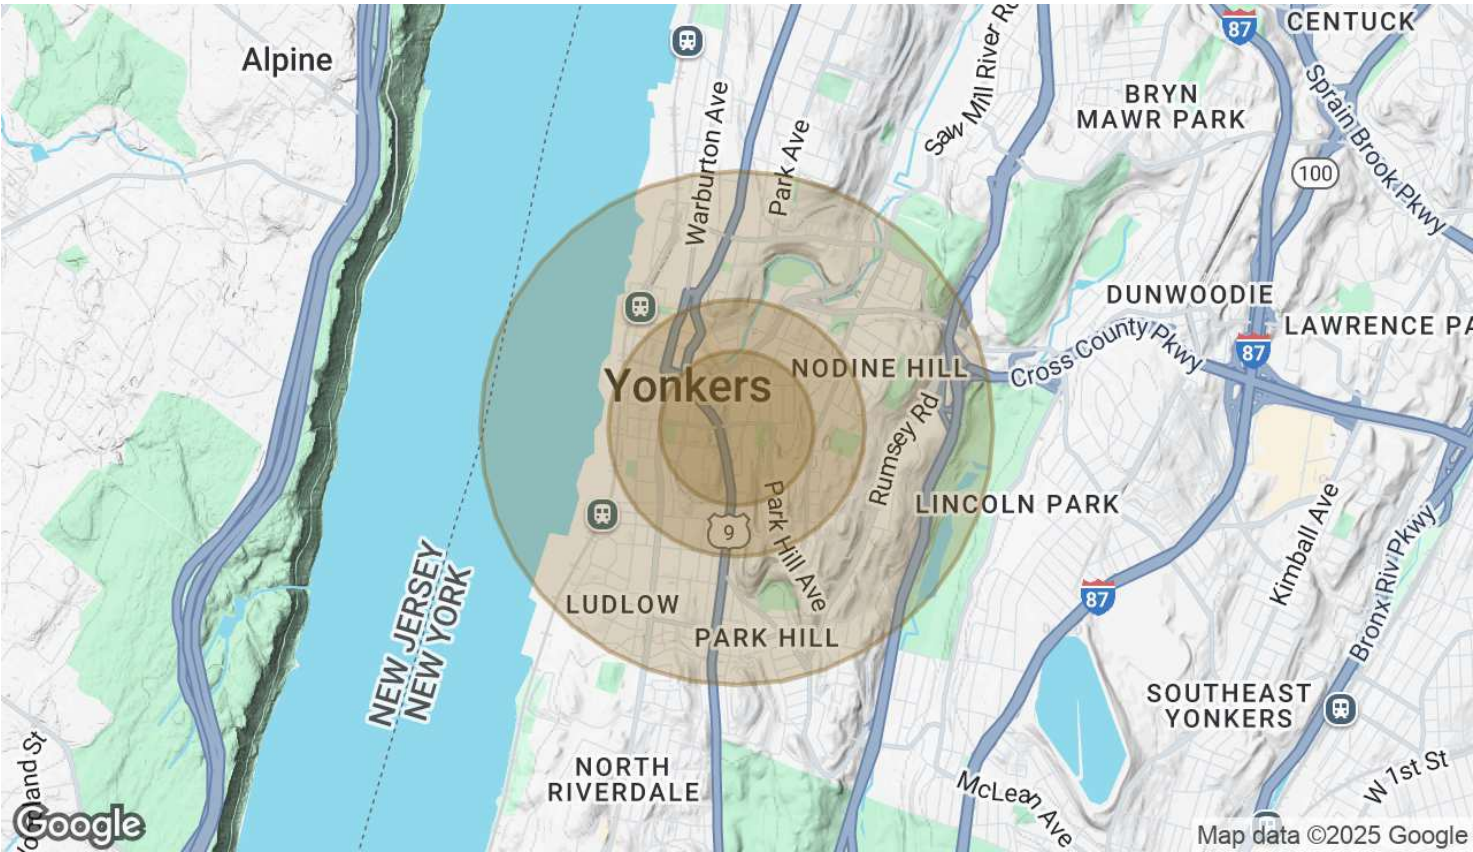 CENTUCK
87
Alpine
Saw Mill River R
BRYN
MAWR PARK
Sprain Brook Pkwy
Warburton Ave
Park Ave
100
DUNWOODIE
LAWRENCE PA
87
Cross County Pkwy
NODINE HILL
Yonkers
Rumsey Rd
LINCOLN PARK
Park Hill Ave
9
Kimball Ave
Bronx Riv Pkwy
NEW JERSEY
NEW YORK
87
LUDLOW
PARK HILL
SOUTHEAST
YONKERS
NORTH
RIVERDALE
McLean Ave
W 1st St
land St
Google
Map data ©2025 Google